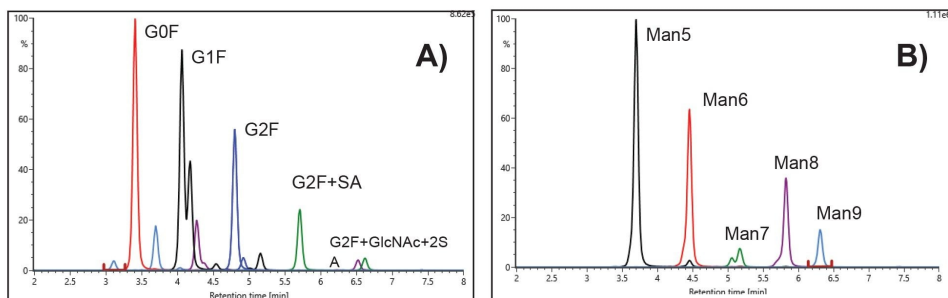 8.62e5
100
%
80
60
40
20
0
G0F
G1F
G2F
G2F+SA
G2F+GlcNAc+2S
A
A)
2 2.5 3 3.5 4 4.5 5 5.5 6 6.5 7 7.5 8
Retention time [min]
100
%
80
60
40
20
0
Man5
Man6
Man7
Man8
Man9
B)
2 2.5 3 3.5 4 4.5 5 5.5 6 6.5 7 7.5 8
Retention time [min]